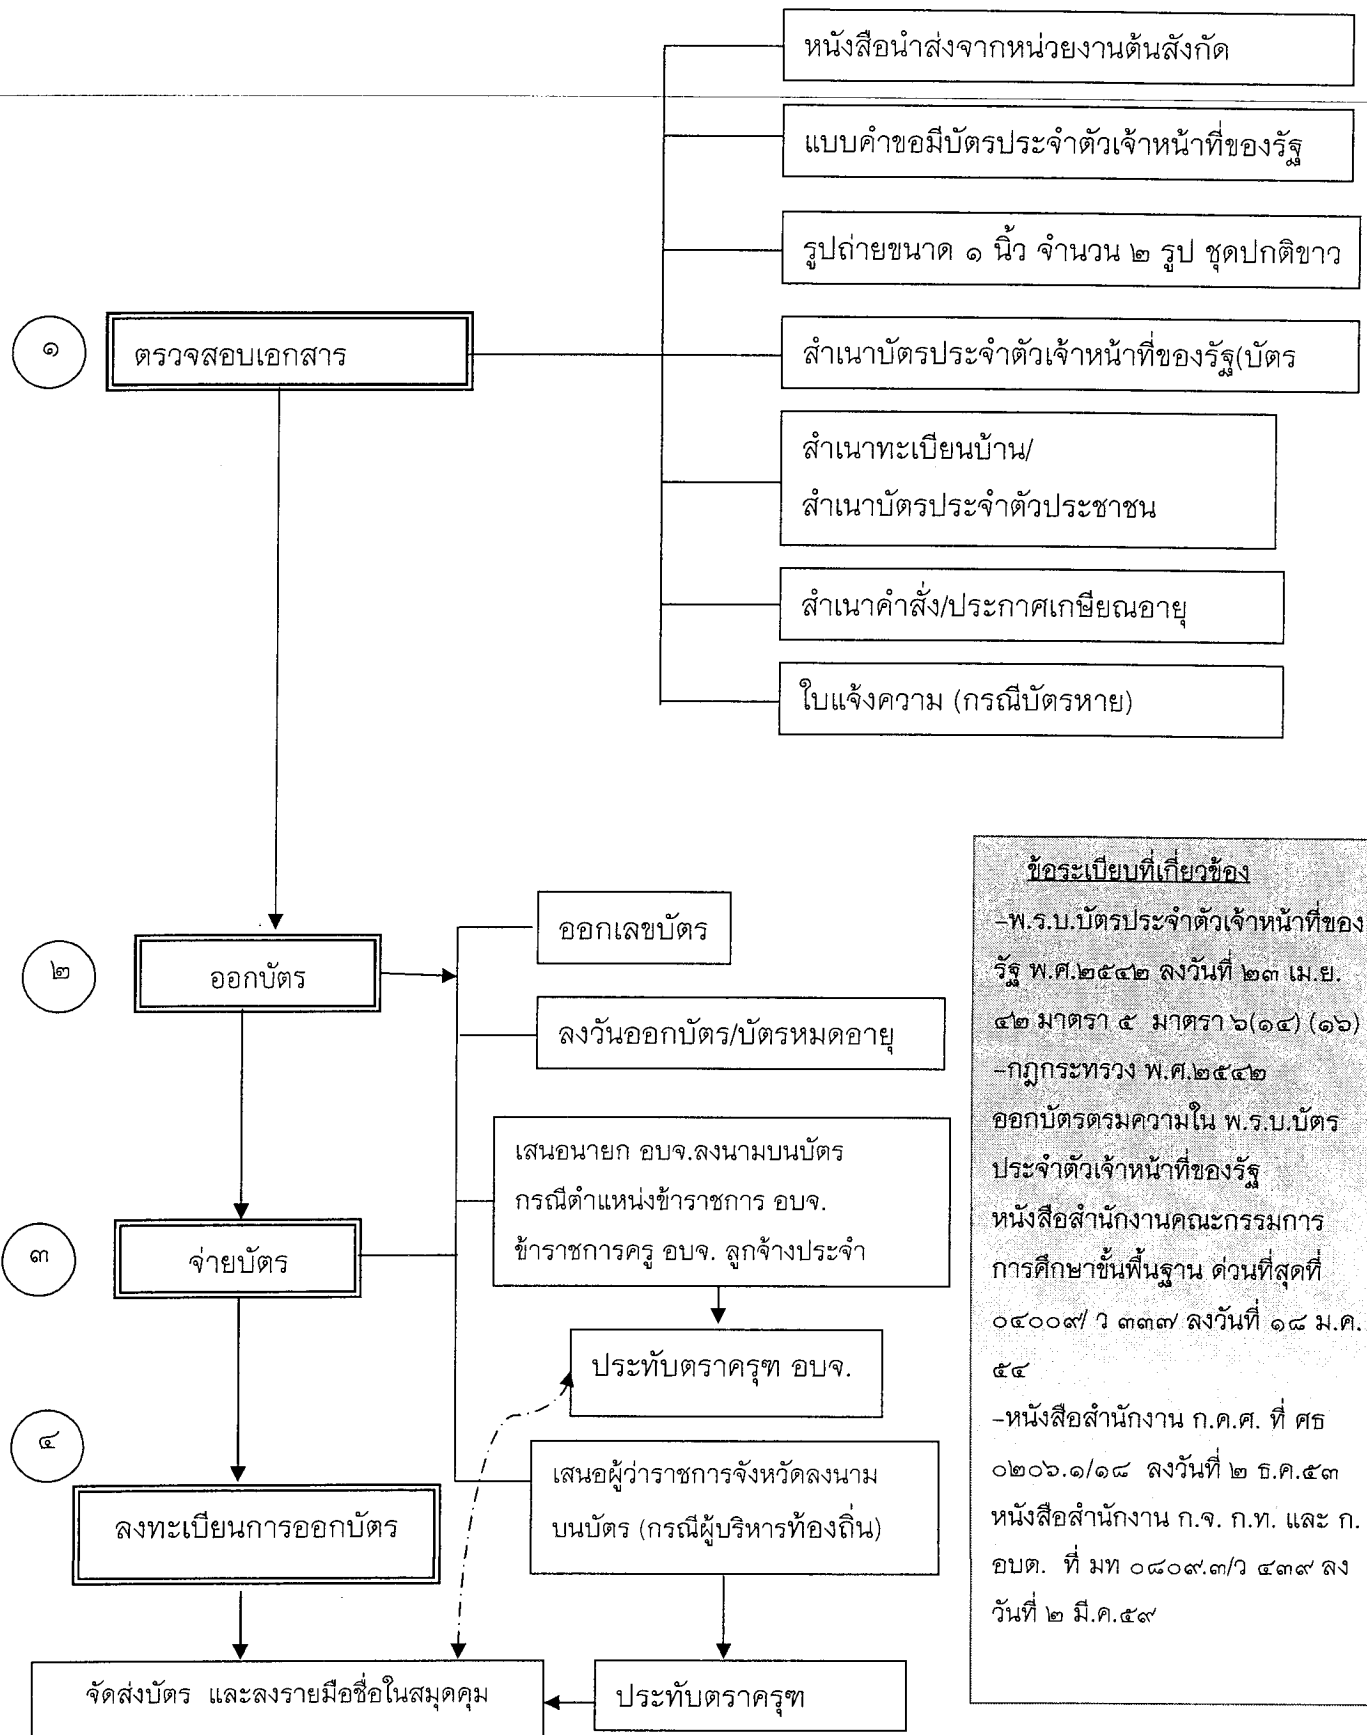 หนังสือนำส่งจากหน่วยงานต้นสังกัด
แบบคำขอมีบัตรประจำตัวเจ้าหน้าที่ของรัฐ
รูปถ่ายขนาด ๑ นิ้ว จำนวน ๒ รูป ชุดปกติขาว
๑
ตรวจสอบเอกสาร
สำเนาบัตรประจำตัวเจ้าหน้าที่ของรัฐ(บัตร
สำเนาทะเบียนบ้าน/
สำเนาบัตรประจำตัวประชาชน
สำเนาคำสั่ง/ประกาศเกษียณอายุ
ใบแจ้งความ (กรณีบัตรหาย)
๒
ออกบัตร
ออกเลขบัตร
ลงวันออกบัตร/บัตรหมดอายุ
๓
จ่ายบัตร
เสนอนายก อบจ.ลงนามบนบัตร
กรณีตำแหน่งข้าราชการ อบจ.
ข้าราชการครู อบจ. ลูกจ้างประจำ
ประทับตราครุฑ อบจ.
๔
ลงทะเบียนการออกบัตร
เสนอผู้ว่าราชการจังหวัดลงนาม
บนบัตร (กรณีผู้บริหารท้องถิ่น)
จัดส่งบัตร และลงรายมือชื่อในสมุดคุม
ประทับตราครุฑ
ข้อระเบียบที่เกี่ยวข้อง
-พ.ร.บ.บัตรประจำตัวเจ้าหน้าที่ของ
รัฐ พ.ศ.๒๕๔๒ ลงวันที่ ๒๓ เม.ย.
๔๒ มาตรา ๕ มาตรา ๖(๑๔) (๑๖)
-กฎกระทรวง พ.ศ.๒๕๔๒
ออกบัตรตรมความใน พ.ร.บ.บัตร
ประจำตัวเจ้าหน้าที่ของรัฐ
หนังสือสำนักงานคณะกรรมการ
การศึกษาขั้นพื้นฐาน ด่วนที่สุดที่
๐๔๐๐๙/ ว ๓๓๗ ลงวันที่ ๑๘ ม.ค.
๕๔
-หนังสือสำนักงาน ก.ค.ศ. ที่ ศธ
๐๒๐๖.๑/๑๘ ลงวันที่ ๒ ธ.ค.๕๓
หนังสือสำนักงาน ก.จ. ก.ท. และ ก.
อบต. ที่ มท ๐๘๐๙.๓/ว ๔๓๙ ลง
วันที่ ๒ มี.ค.๕๙